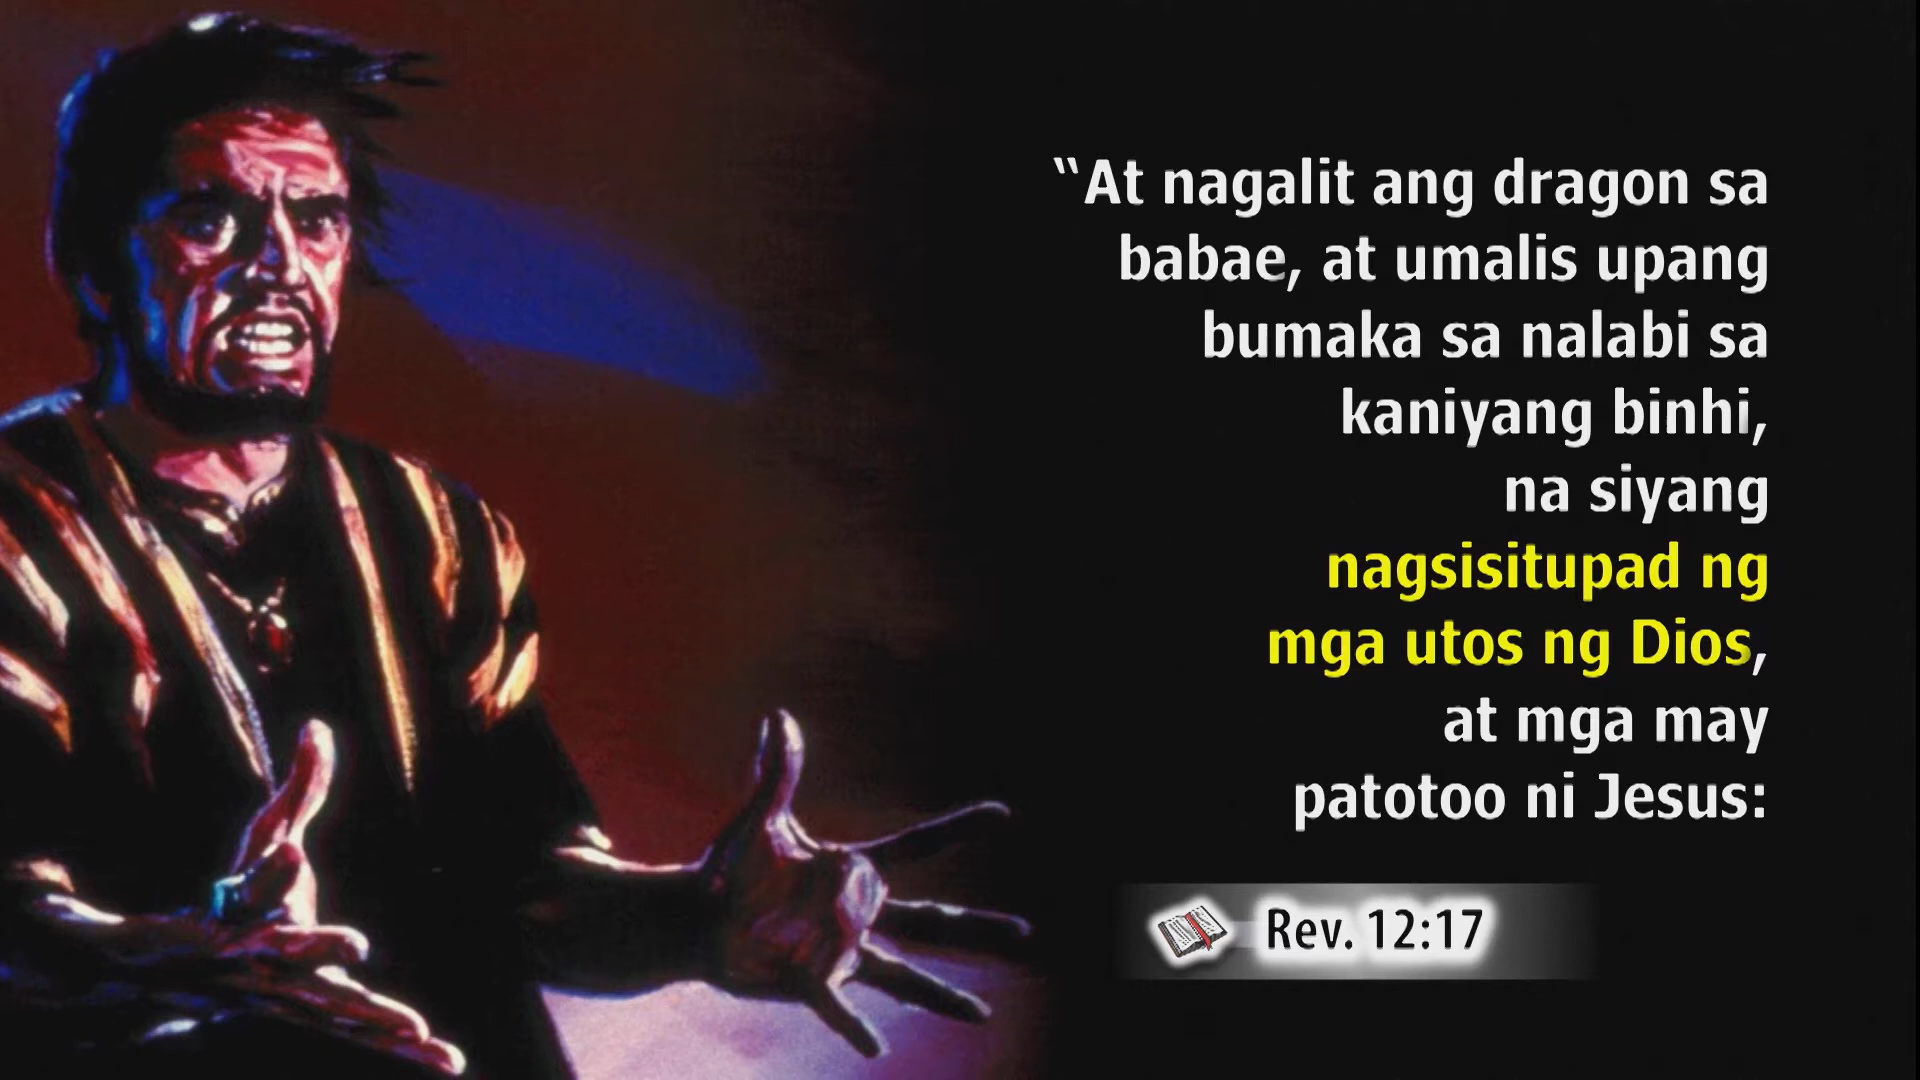 “At nagalit ang dragon sa
babae, at umalis upang
bumaka sa nalabi sa
kaniyang binhi,
na siyang
nagsisitupad ng
mga utos ng Dios,
at mga may
patotoo ni Jesus:
Rev. 12:17